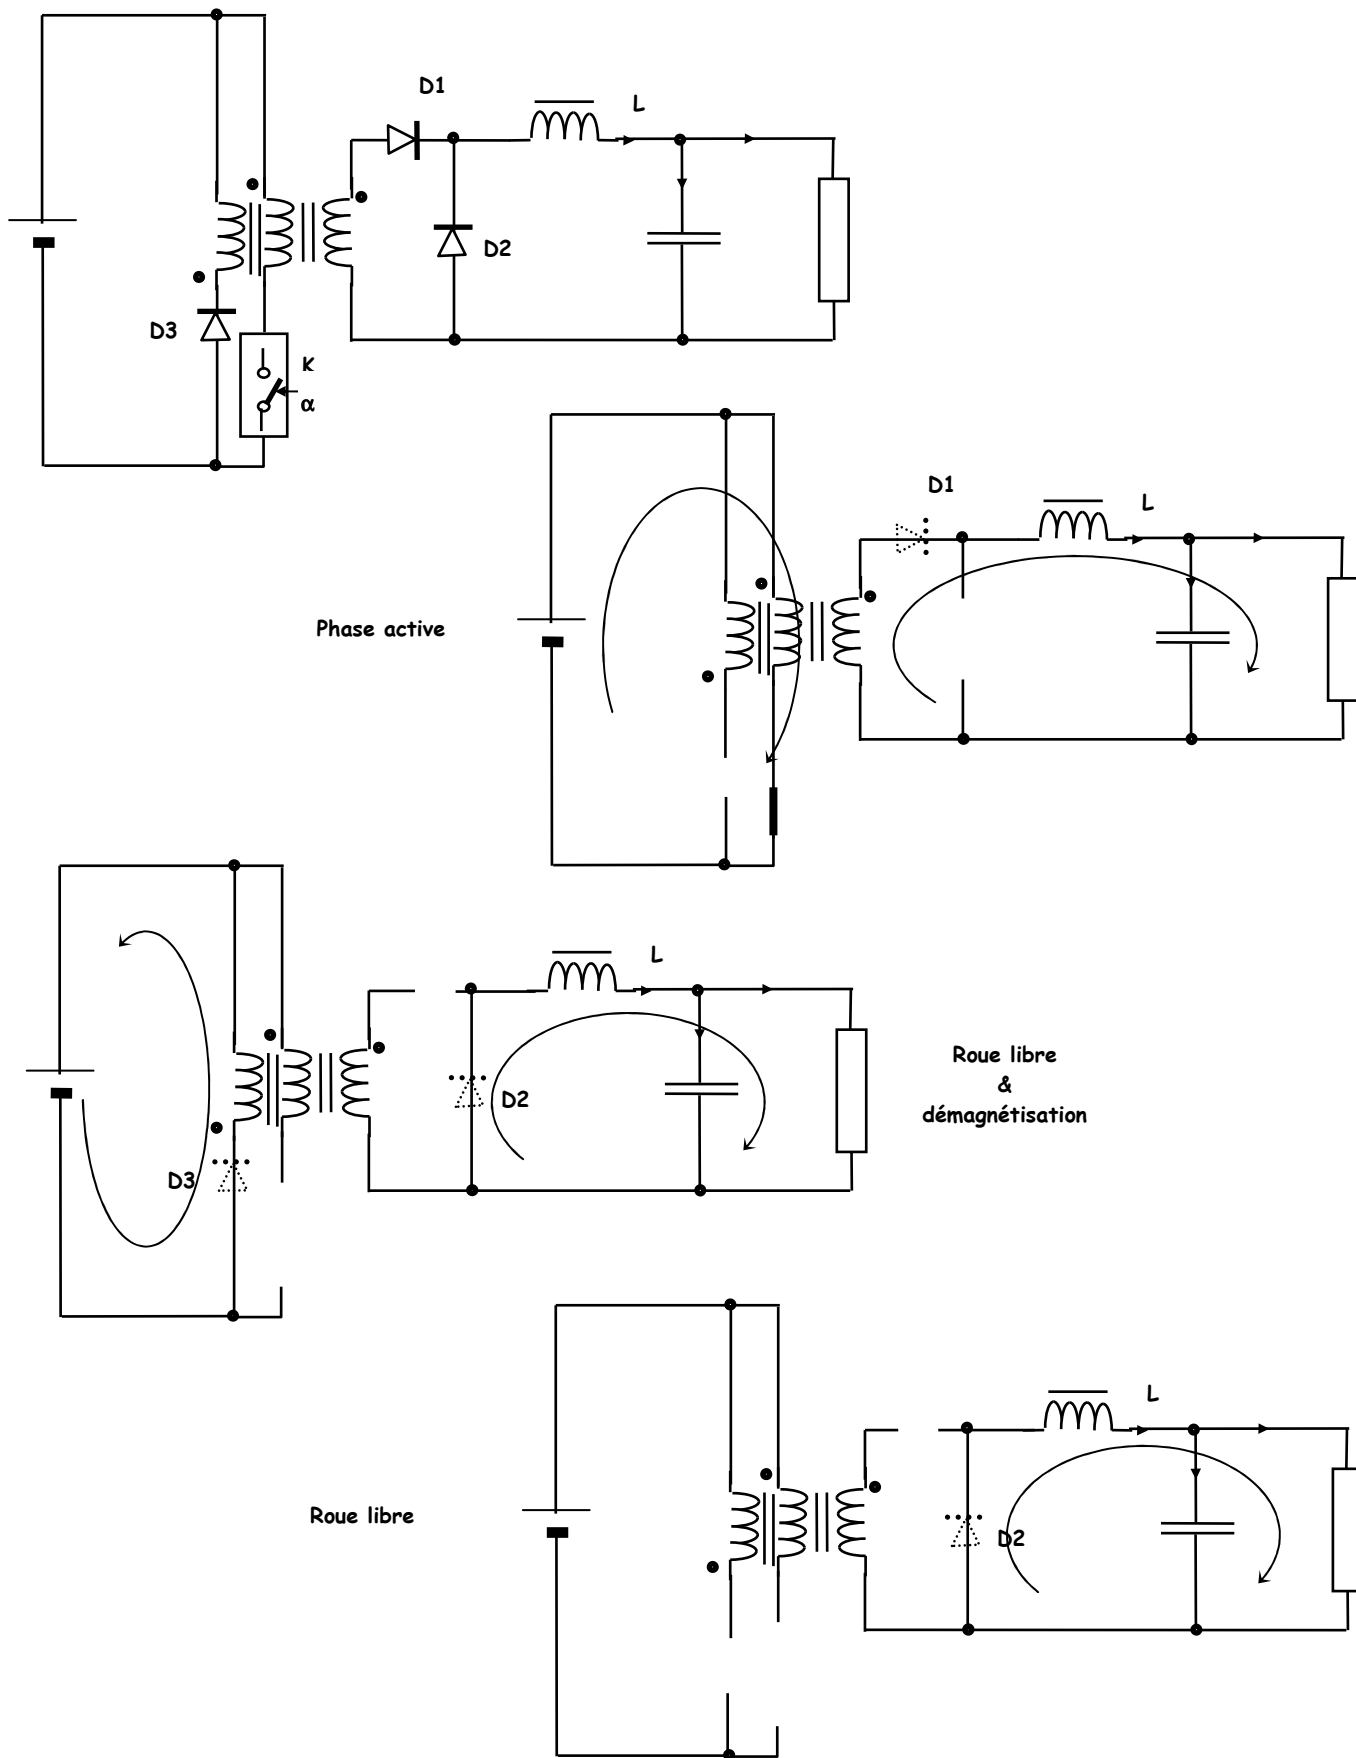 D1
L
D2
D3
K
α
D1
L
Phase active
L
D2
D3
Roue libre
&
démagnétisation
L
Roue libre
D2